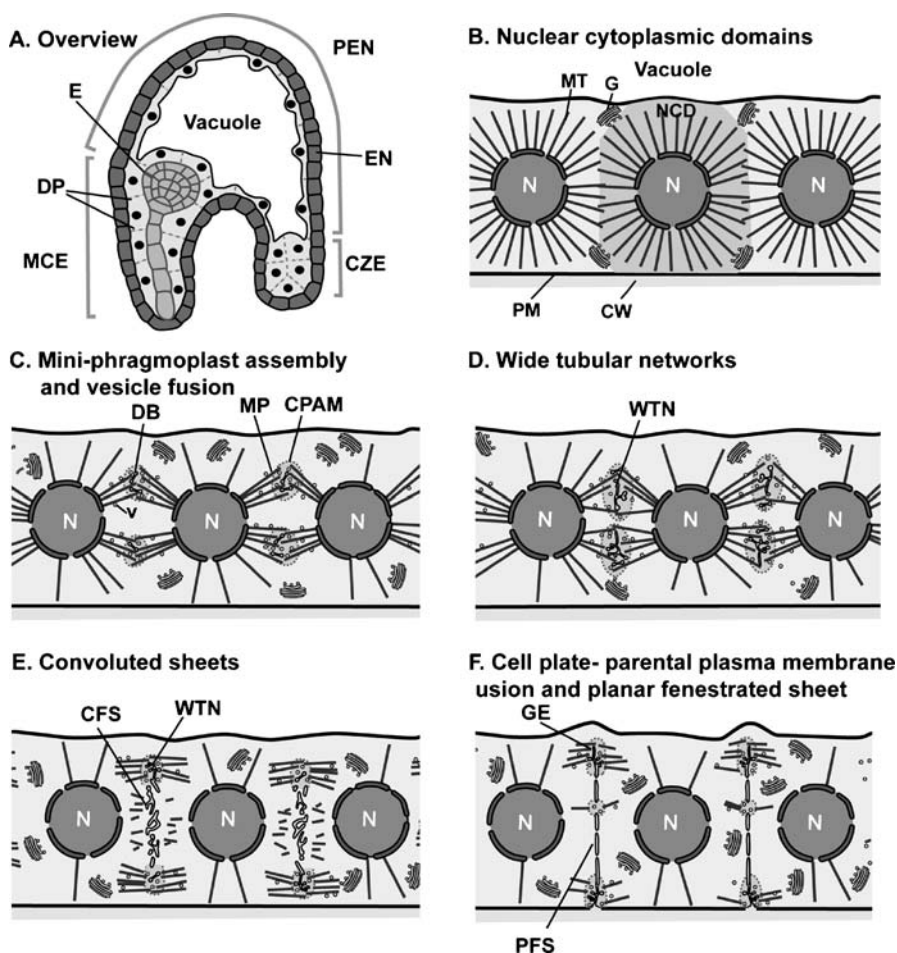 A. Overview
PEN
E
Vacuole
EN
DP
MCE
CZE
B. Nuclear cytoplasmic domains
Vacuole
MT
G
NCD
N
N
N
PM
CW
C. Mini-phragmoplast assembly
and vesicle fusion
DB
MP
CPAM
N
v
N
N
D. Wide tubular networks
WTN
N
N
N
E. Convoluted sheets
CFS
WTN
N
N
N
F. Cell plate- parental plasma membrane
usion and planar fenestrated sheet
GE
N
N
N
PFS